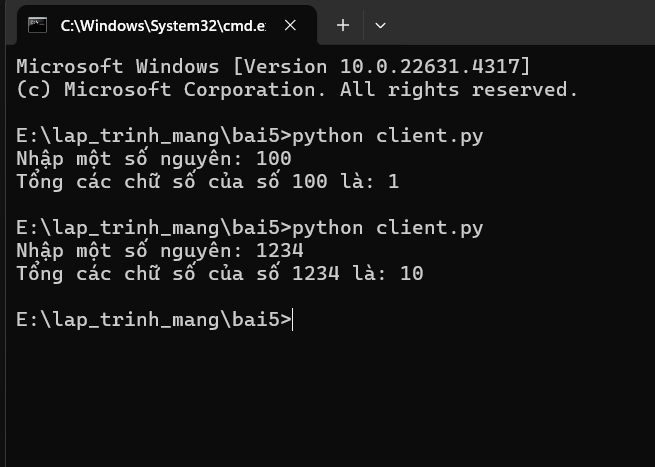 C:\Windows\System32\cmd.e
Microsoft Windows [Version 10.0.22631.4317]
(c) Microsoft Corporation. All rights reserved.
E:\lap_trinh_mang\bai5>python client.py
Nhập một số nguyên: 100
Tổng các chữ số của số 100 là: 1
E:\lap_trinh_mang\bai5>python client.py
Nhập một số nguyên: 1234
Tổng các chữ số của số 1234 là: 10
E:\lap_trinh_mang\bai5>